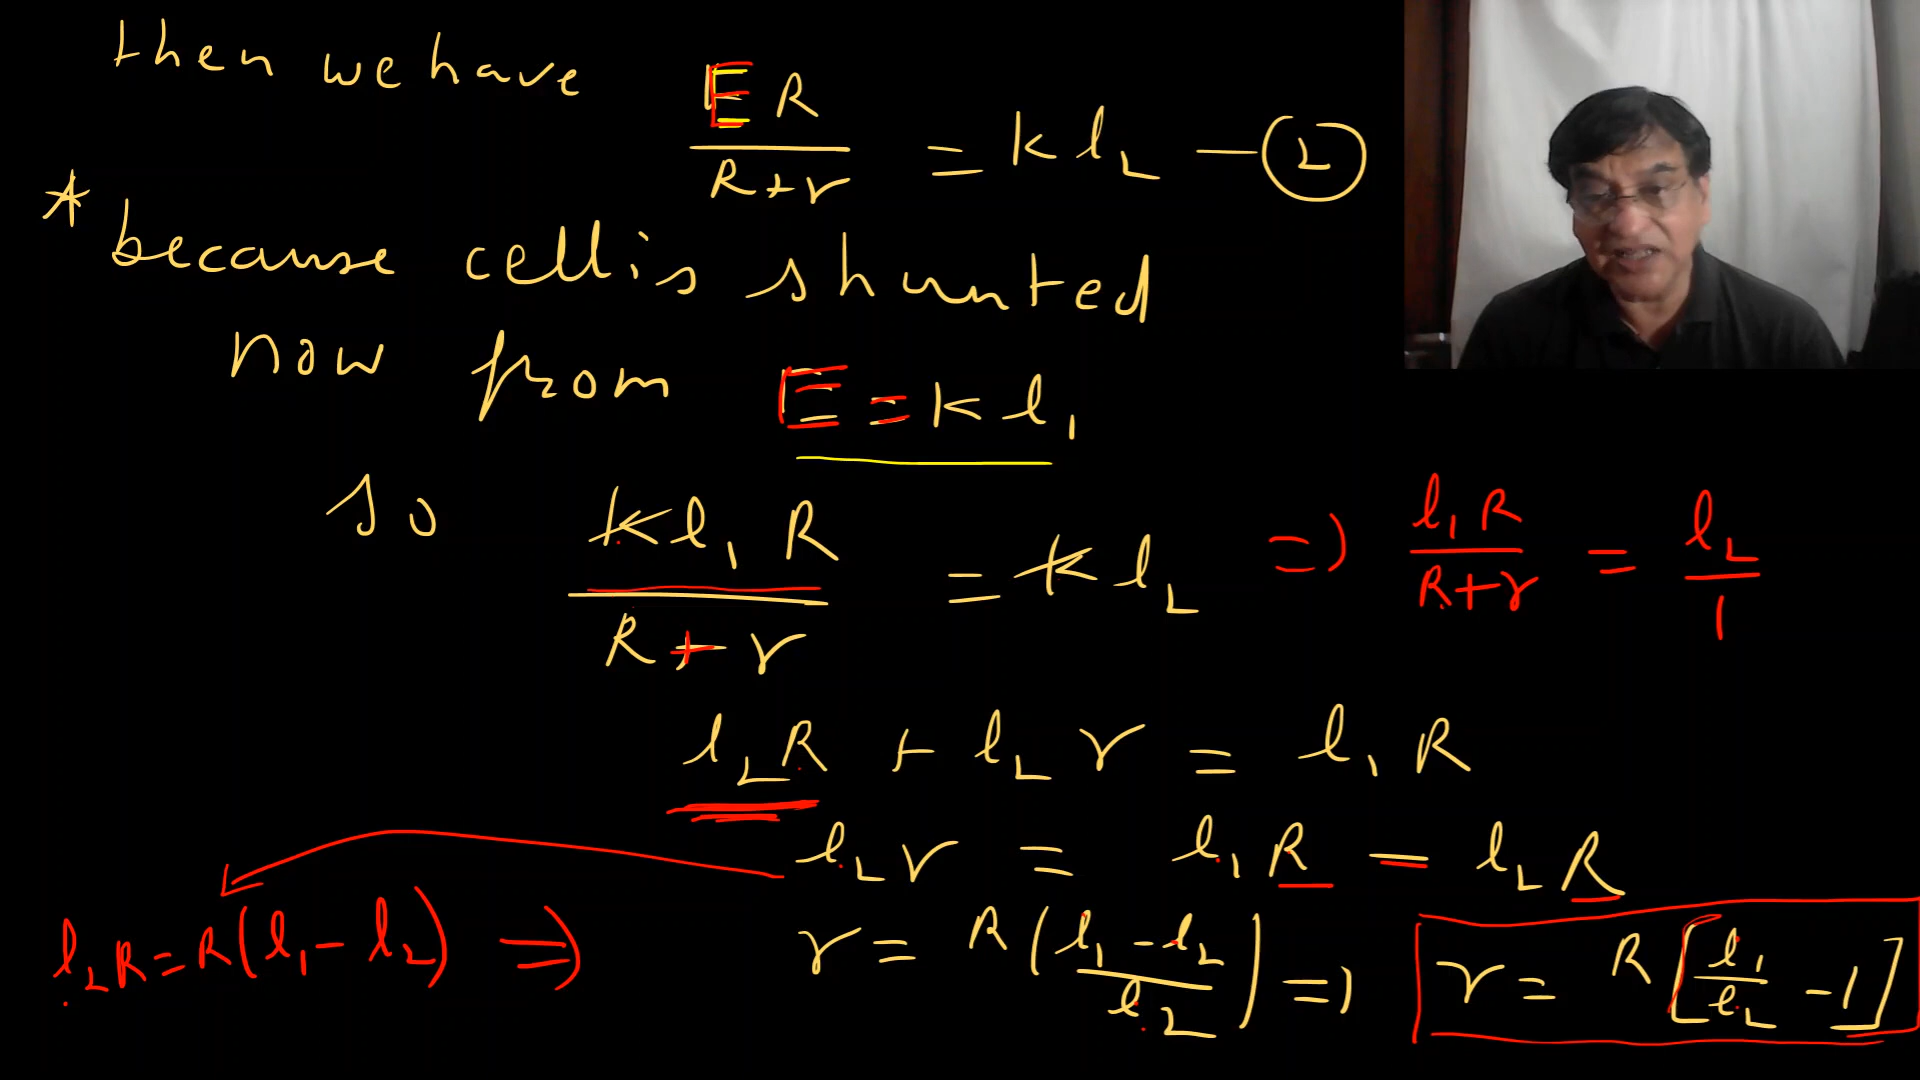 then we have ER/R+r = kl2 — 2
* because cell is shunted
now from E = kl1
so kl1 R/R+r = kl2 => l1R/R+r = l2/1
l2R + l2r = l1R
l2r = l1R - l2R
l2R = R(l1 - l2) => r = R(l1 - l2/l2) => r = R[l1/l2 - 1]